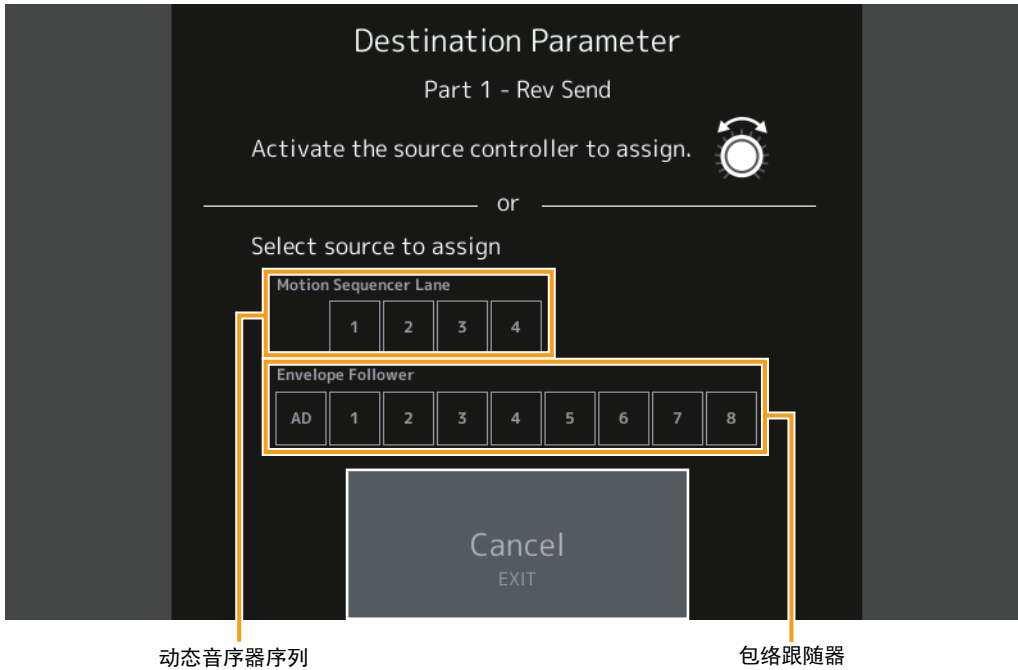 Destination Parameter
Part 1 - Rev Send
Activate the source controller to assign.
or
Select source to assign
Motion Sequencer Lane
1 2 3 4
Envelope Follower
AD 1 2 3 4 5 6 7 8
Cancel
EXIT
动态音序器序列 包络跟随器